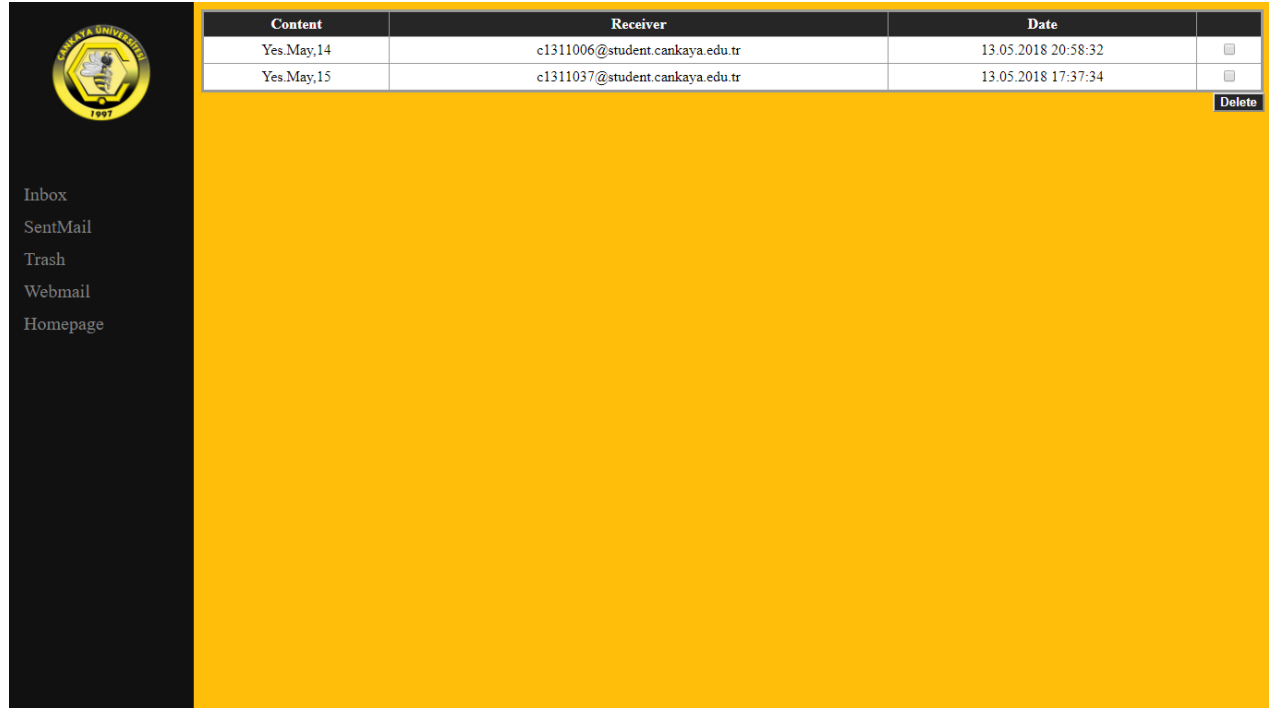 ÇANKAYA ÜNİVERSİTESİ
1997
Inbox
SentMail
Trash
Webmail
Homepage
Content Receiver Date
Yes.May,14 c1311006@student.cankaya.edu.tr 13.05.2018 20:58:32
Yes.May,15 c1311037@student.cankaya.edu.tr 13.05.2018 17:37:34
Delete